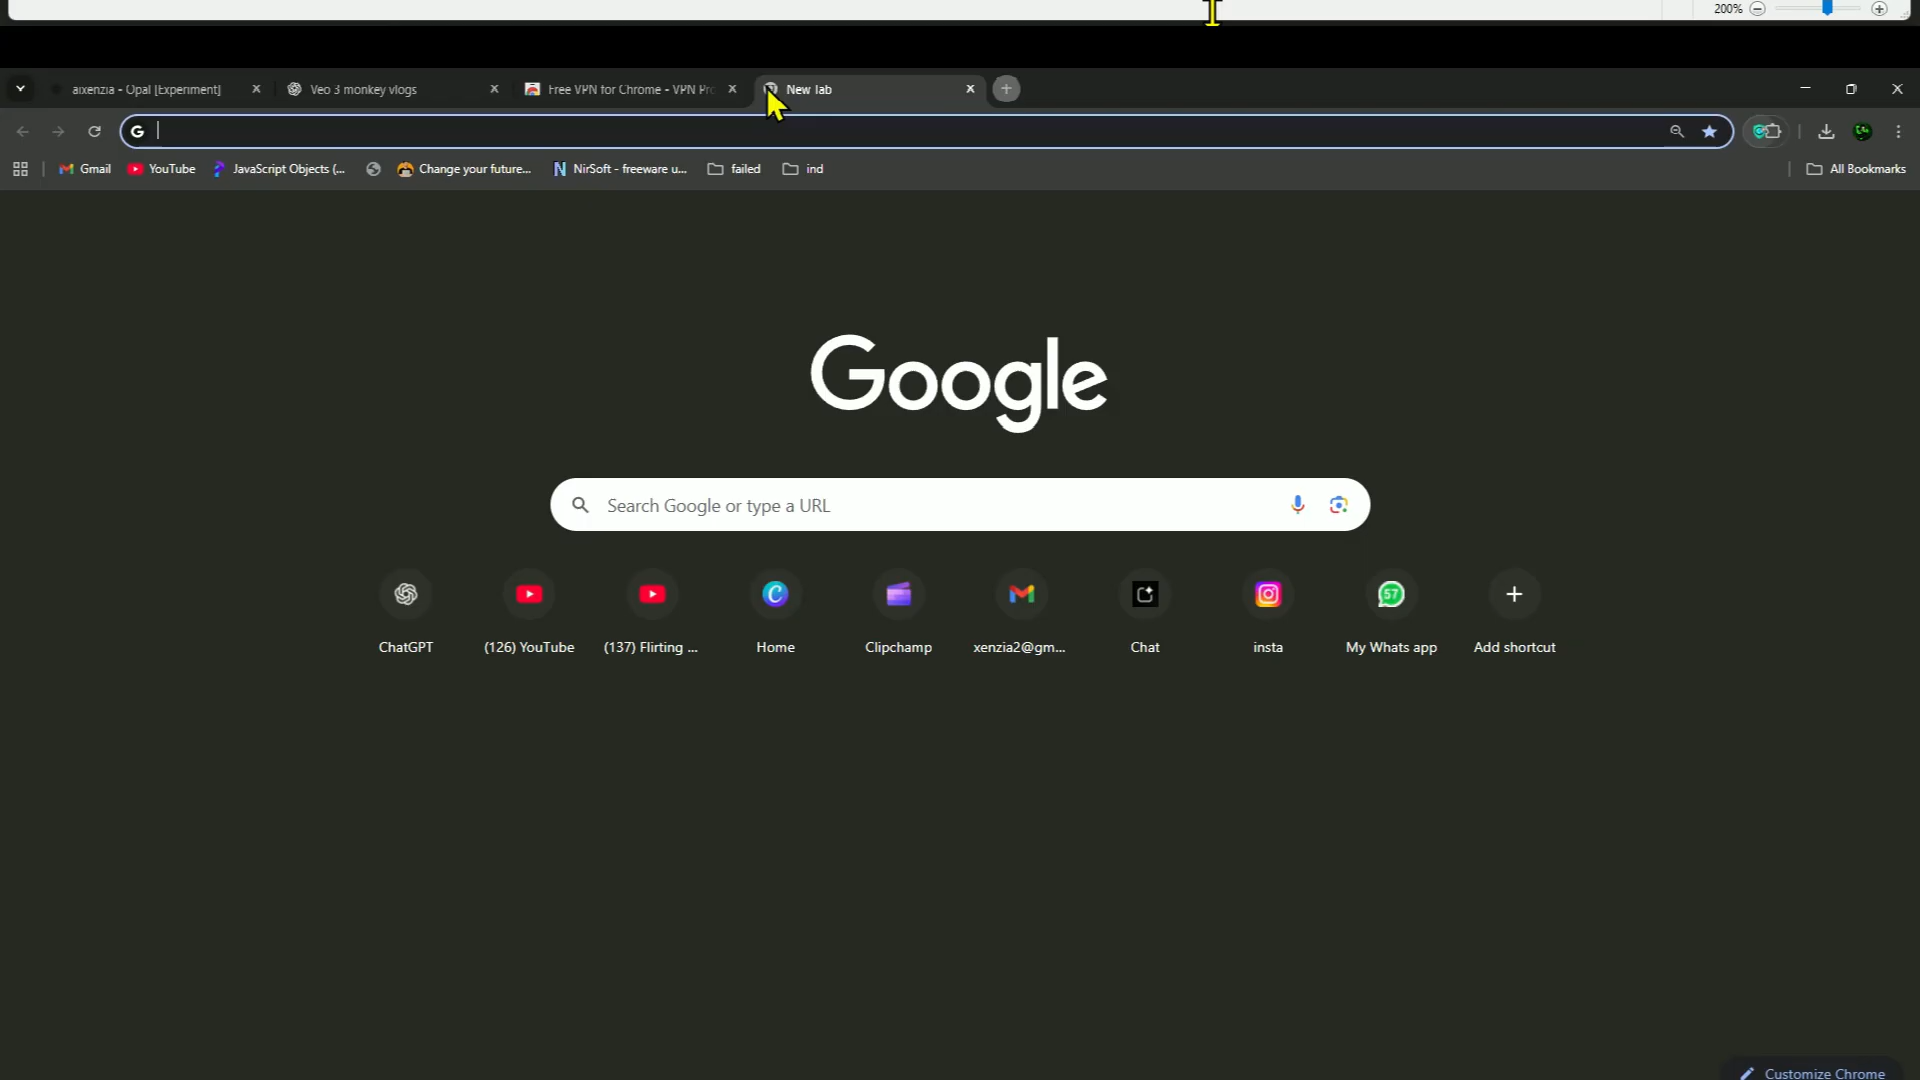 200%
aixenzia - Opal [Experiment]
Veo 3 monkey vlogs
Free VPN for Chrome - VPN Pr
New Tab
Gmail
YouTube
JavaScript Objects (...
Change your future...
NirSoft - freeware u...
failed
ind
All Bookmarks
Google
Search Google or type a URL
57
ChatGPT
(126) YouTube
(137) Flirting ...
Home
Clipchamp
xenzia2@gm...
Chat
insta
My Whats app
Add shortcut
Customize Chrome